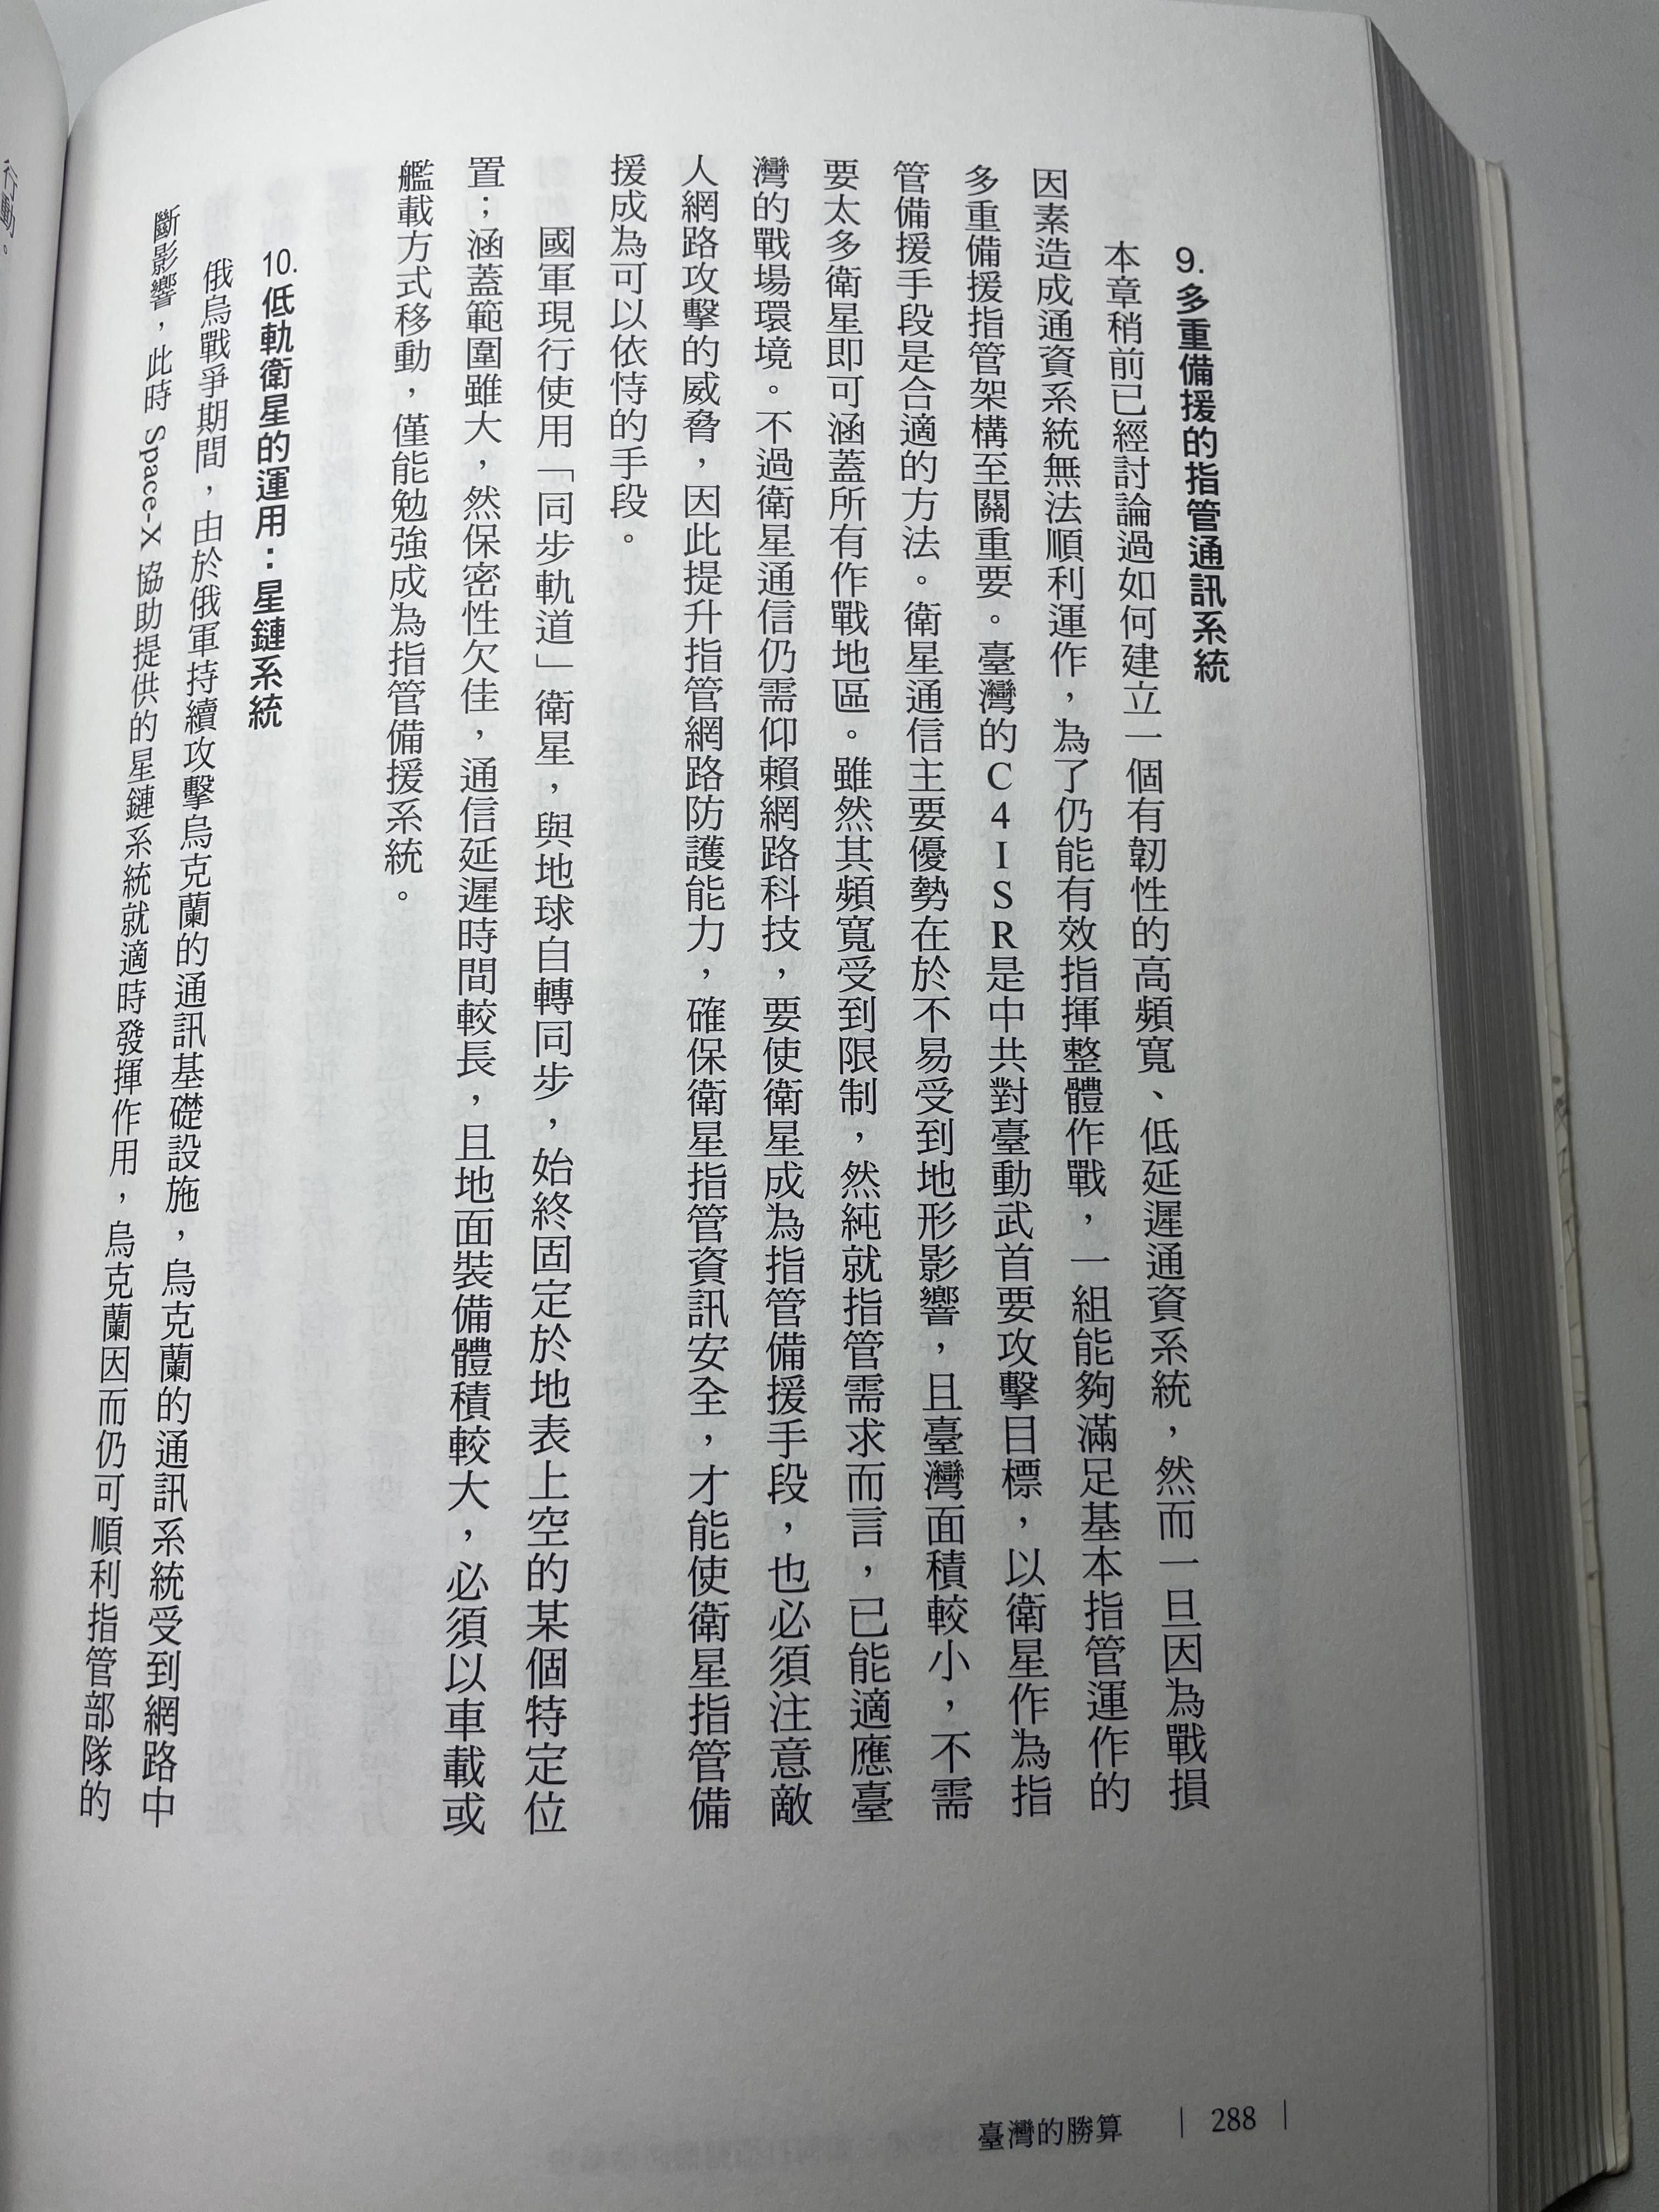 9.多重備援的指管通訊系統
本章稍前已經討論過如何建立一個有韌性的高頻寬、低延遲通資系統，然而一旦因為戰損
因素造成通資系統無法順利運作，為了仍能有效指揮整體作戰，一組能夠滿足基本指管運作的
多重備援指管架構至關重要。臺灣的C4ISR是中共對臺動武首要攻擊目標，以衛星作為指
管備援手段是合適的方法。衛星通信主要優勢在於不易受到地形影響，且臺灣面積較小，不需
要太多衛星即可涵蓋所有作戰地區。雖然其頻寬受到限制，然純就指管需求而言，已能適應臺
灣的戰場環境。不過衛星通信仍需仰賴網路科技，要使衛星成為指管備援手段，也必須注意敵
人網路攻擊的威脅，因此提升指管網路防護能力，確保衛星指管資訊安全，才能使衛星指管備
援成為可以依恃的手段。
國軍現行使用「同步軌道」衛星，與地球自轉同步，始終固定於地表上空的某個特定位
置；涵蓋範圍雖大，然保密性欠佳，通信延遲時間較長，且地面裝備體積較大，必須以車載或
艦載方式移動，僅能勉強成為指管備援系統。
10.低軌衛星的運用：星鏈系統
俄烏戰爭期間，由於俄軍持續攻擊烏克蘭的通訊基礎設施，烏克蘭的通訊系統受到網路中
斷影響，此時 Space-X 協助提供的星鏈系統就適時發揮作用，烏克蘭因而仍可順利指管部隊的
行動。
臺灣的勝算 | 288 |